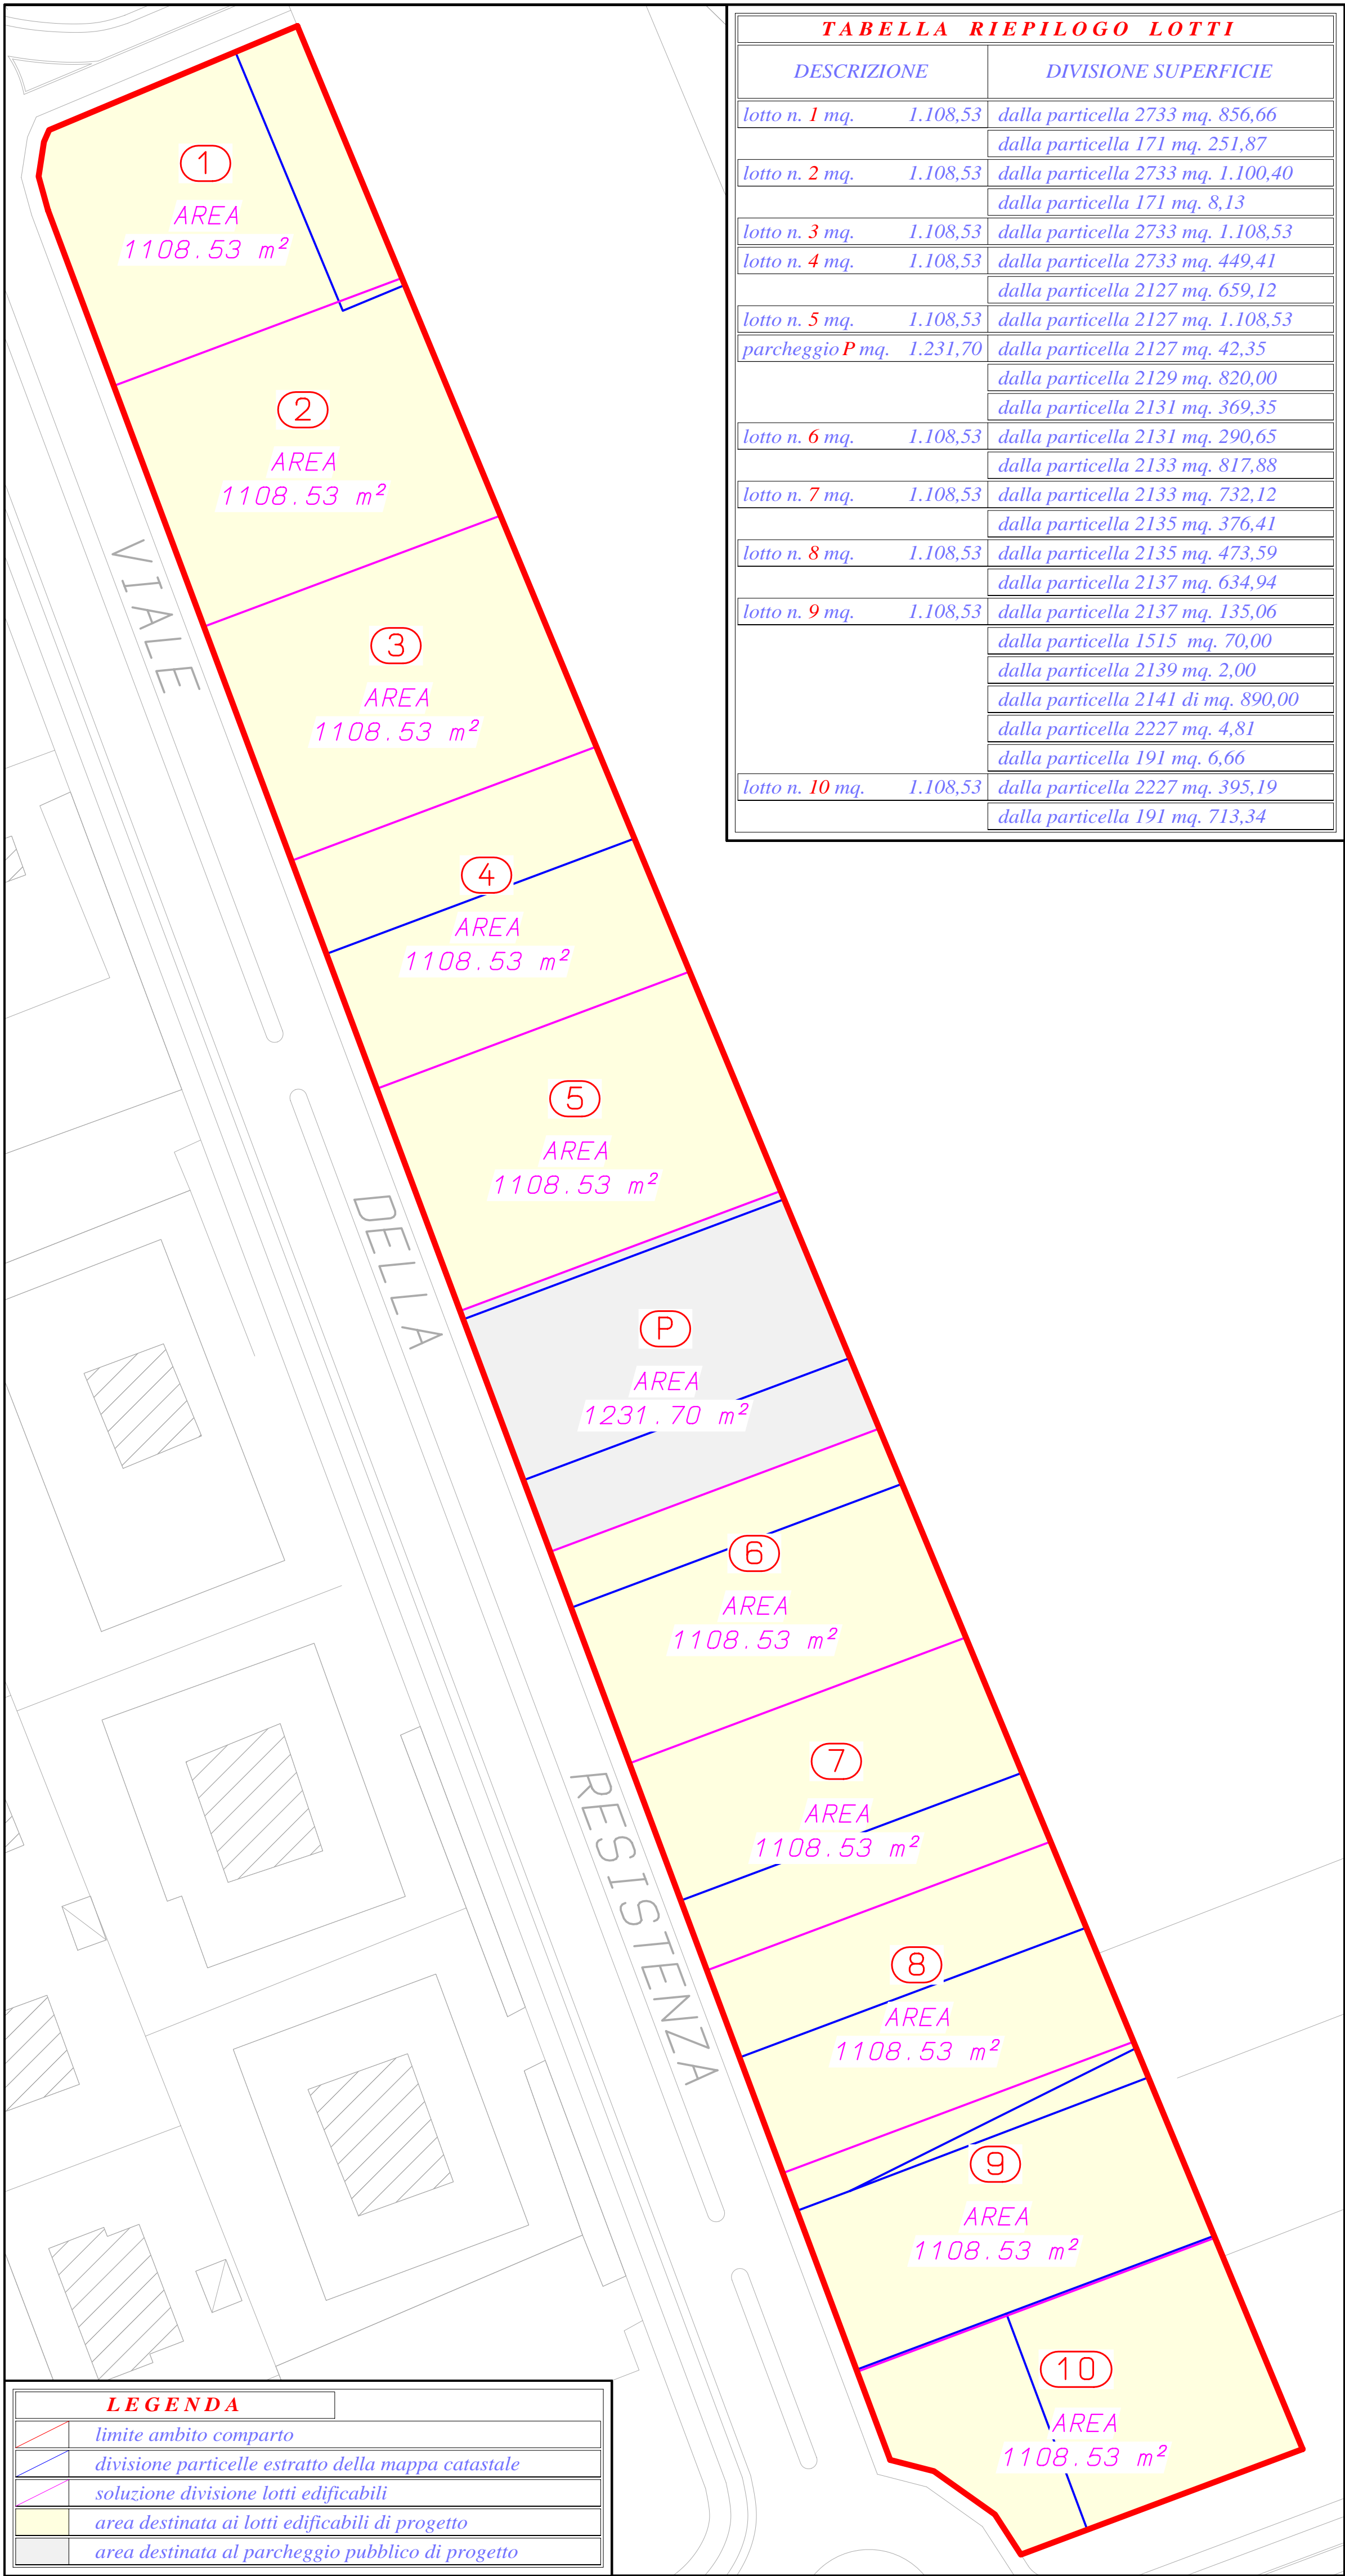 TABELLA RIEPILOGO LOTTI
DESCRIZIONE DIVISIONE SUPERFICIE
lotto n. 1 mq. 1.108,53 dalla particella 2733 mq. 856,66
dalla particella 171 mq. 251,87
lotto n. 2 mq. 1.108,53 dalla particella 2733 mq. 1.100,40
dalla particella 171 mq. 8,13
lotto n. 3 mq. 1.108,53 dalla particella 2733 mq. 1.108,53
lotto n. 4 mq. 1.108,53 dalla particella 2733 mq. 449,41
dalla particella 2127 mq. 659,12
lotto n. 5 mq. 1.108,53 dalla particella 2127 mq. 1.108,53
parcheggio P mq. 1.231,70 dalla particella 2127 mq. 42,35
dalla particella 2129 mq. 820,00
dalla particella 2131 mq. 369,35
lotto n. 6 mq. 1.108,53 dalla particella 2131 mq. 290,65
dalla particella 2133 mq. 817,88
lotto n. 7 mq. 1.108,53 dalla particella 2133 mq. 732,12
dalla particella 2135 mq. 376,41
lotto n. 8 mq. 1.108,53 dalla particella 2135 mq. 473,59
dalla particella 2137 mq. 634,94
lotto n. 9 mq. 1.108,53 dalla particella 2137 mq. 135,06
dalla particella 1515 mq. 70,00
dalla particella 2139 mq. 2,00
dalla particella 2141 di mq. 890,00
dalla particella 2227 mq. 4,81
dalla particella 191 mq. 6,66
lotto n. 10 mq. 1.108,53 dalla particella 2227 mq. 395,19
dalla particella 191 mq. 713,34
1
AREA
1108.53 m²
2
AREA
1108.53 m²
3
AREA
1108.53 m²
4
AREA
1108.53 m²
5
AREA
1108.53 m²
P
AREA
1231.70 m²
6
AREA
1108.53 m²
7
AREA
1108.53 m²
8
AREA
1108.53 m²
9
AREA
1108.53 m²
10
AREA
1108.53 m²
VIALE DELLA RESISTENZA
LEGENDA
limite ambito comparto
divisione particelle estratto della mappa catastale
soluzione divisione lotti edificabili
area destinata ai lotti edificabili di progetto
area destinata al parcheggio pubblico di progetto